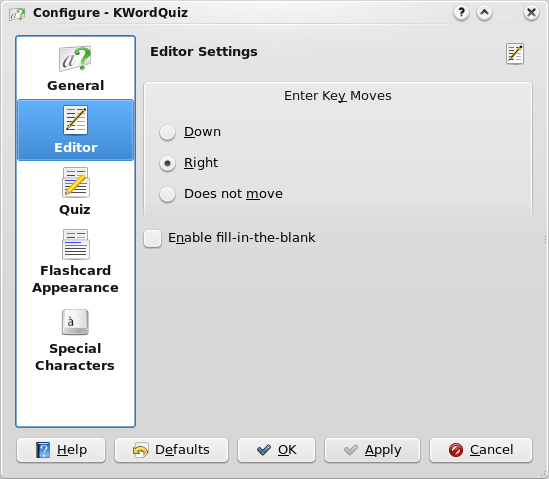 Configure - KWordQuiz
General
Editor
Quiz
Flashcard
Appearance
à
Special
Characters
Editor Settings
Enter Key Moves
Down
Right
Does not move
Enable fill-in-the-blank
Help
Defaults
OK
Apply
Cancel